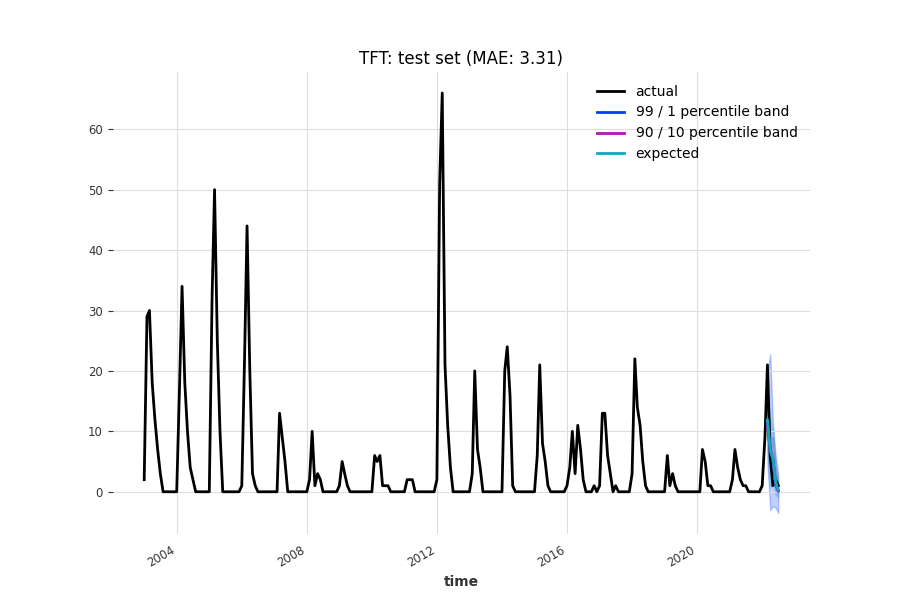 TFT: test set (MAE: 3.31)
actual
99 / 1 percentile band
90 / 10 percentile band
expected
60
50
40
30
20
10
0
2004
2008
2012
2016
2020
time